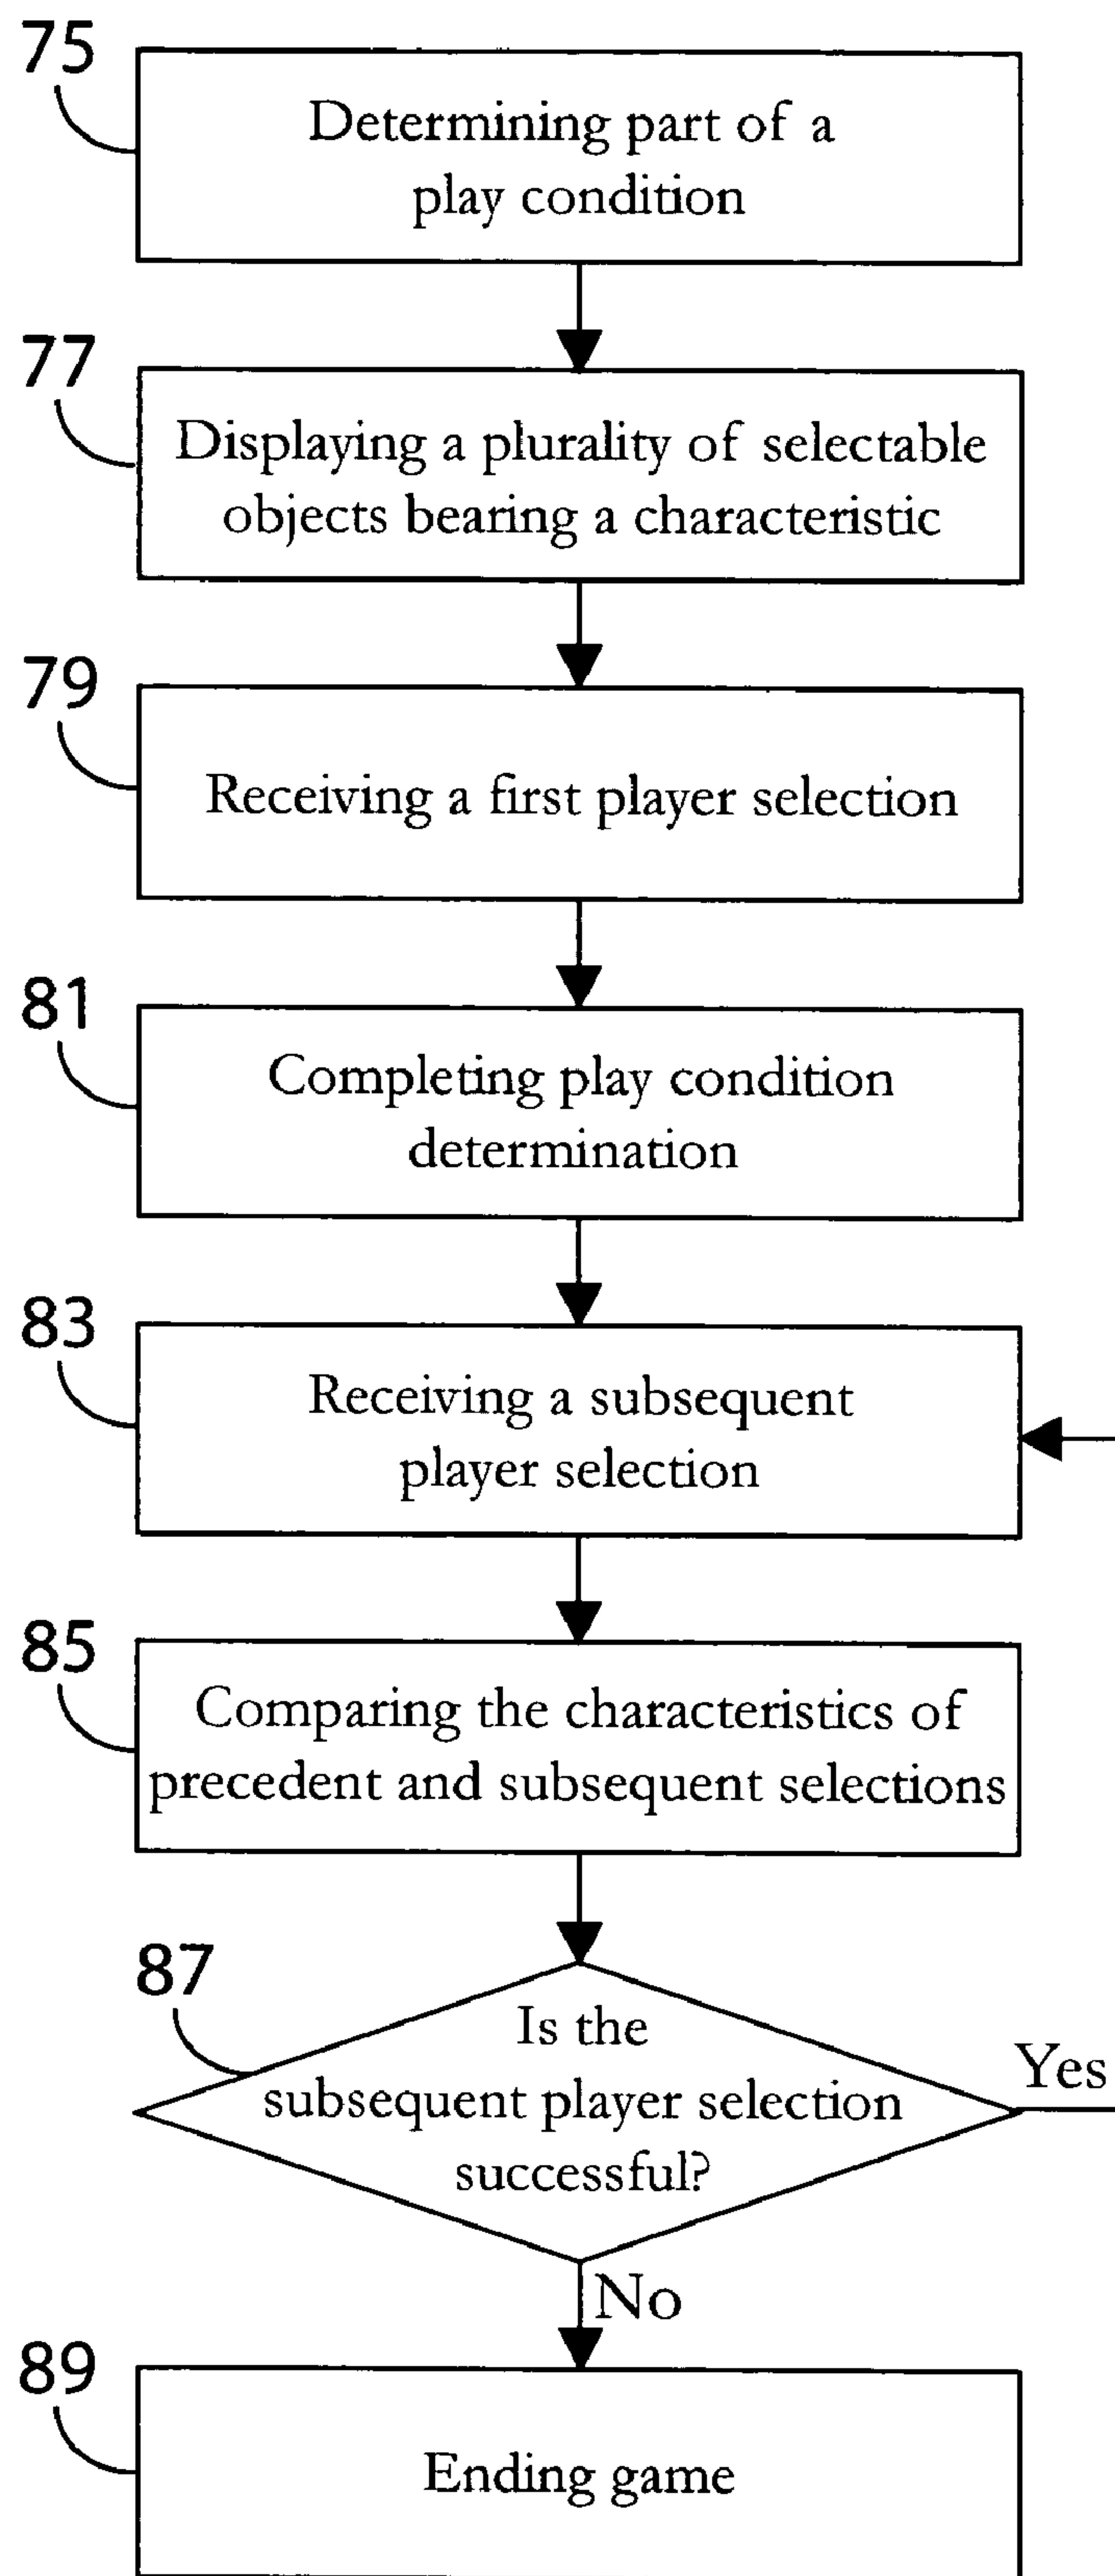 75
Determining part of a
play condition
77
Displaying a plurality of selectable
objects bearing a characteristic
79
Receiving a first player selection
81
Completing play condition
determination
83
Receiving a subsequent
player selection
85
Comparing the characteristics of
precedent and subsequent selections
87
Is the
subsequent player selection
successful?
Yes
No
89
Ending game